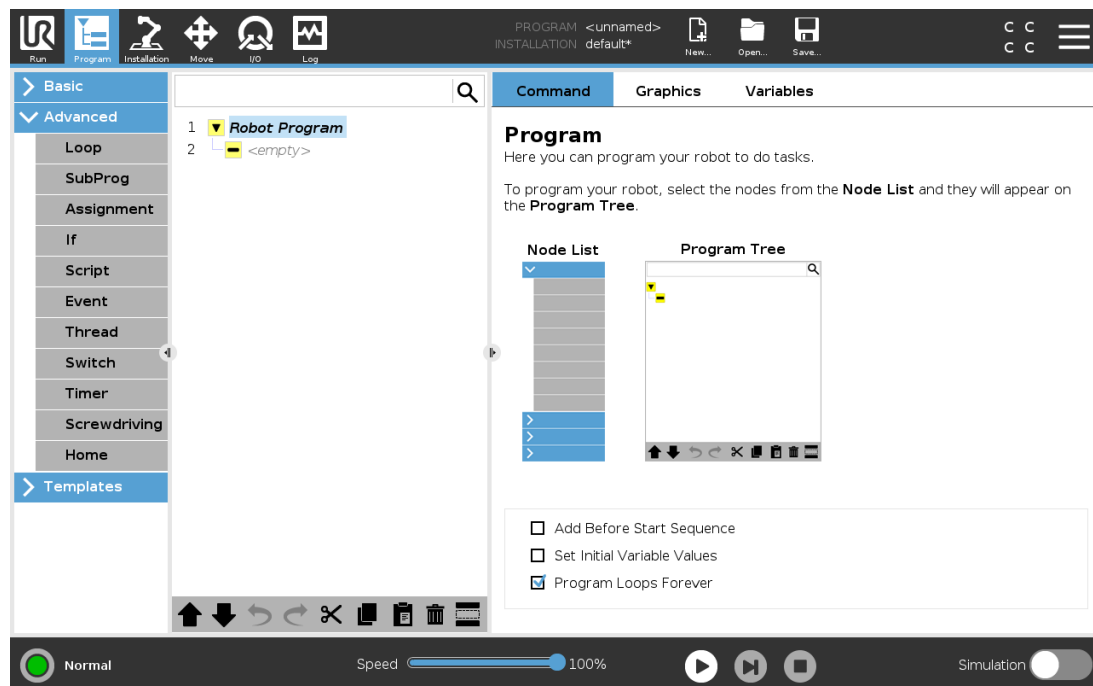 PROGRAM <unnamed>
INSTALLATION default*
C C
C C
Run
Program
Installation
Move
I/O
Log
New...
Open...
Save...
Basic
Advanced
Loop
SubProg
Assignment
If
Script
Event
Thread
Switch
Timer
Screwdriving
Home
Templates
1 Robot Program
2 <empty>
Command
Graphics
Variables
Program
Here you can program your robot to do tasks.
To program your robot, select the nodes from the Node List and they will appear on
the Program Tree.
Node List
Program Tree
Add Before Start Sequence
Set Initial Variable Values
Program Loops Forever
Normal
Speed
100%
Simulation